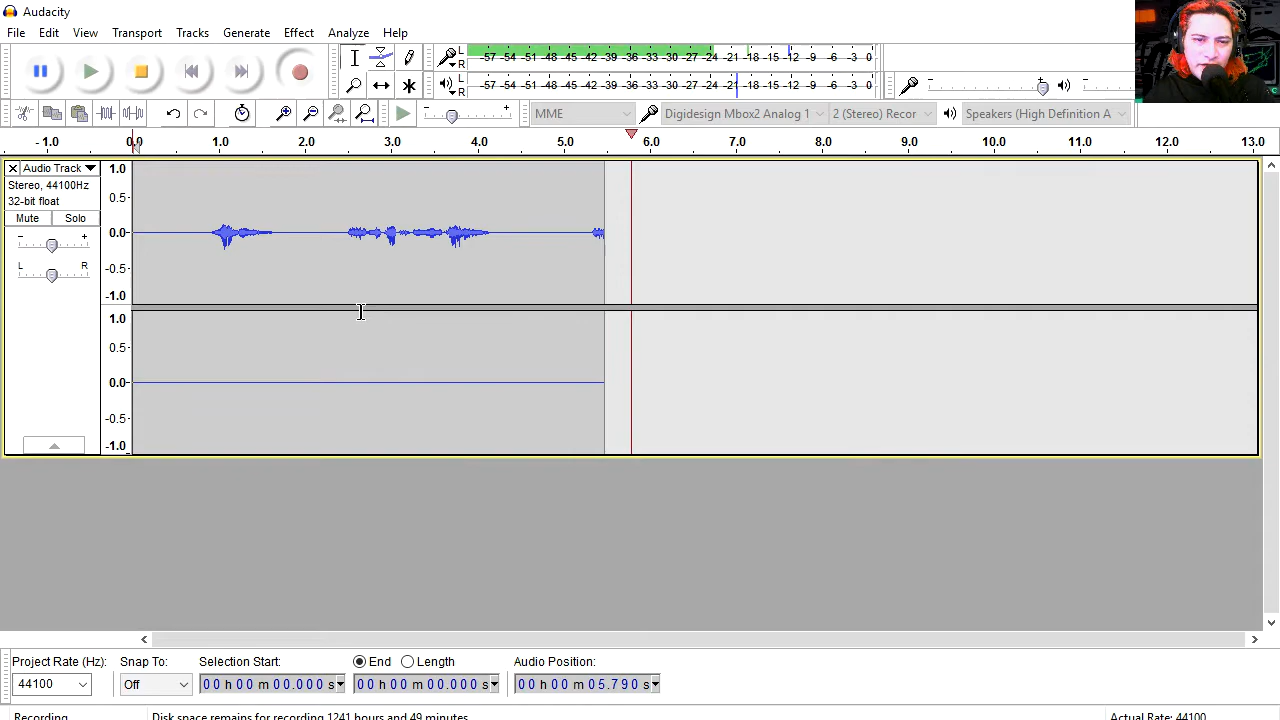 Audacity
File Edit View Transport Tracks Generate Effect Analyze Help
L
R
-57 -54 -51 -48 -45 -42 -39 -36 -33 -30 -27 -24 -21 -18 -15 -12 -9 -6 -3 0
L
R
-57 -54 -51 -48 -45 -42 -39 -36 -33 -30 -27 -24 -21 -18 -15 -12 -9 -6 -3 0
MME Digidesign Mbox2 Analog 1 2 (Stereo) Recor Speakers (High Definition A
-1.0 0.0 1.0 2.0 3.0 4.0 5.0 6.0 7.0 8.0 9.0 10.0 11.0 12.0 13.0
Audio Track
Stereo, 44100Hz
32-bit float
Mute Solo
- +
L R
1.0
0.5-
0.0-
-0.5-
-1.0
1.0
0.5-
0.0-
-0.5-
-1.0
Project Rate (Hz): Snap To: Selection Start: End Length Audio Position:
44100 Off 00 h 00 m 00.000 s 00 h 00 m 00.000 s 00 h 00 m 05.790 s
Recording Disk space remains for recording 1241 hours and 49 minutes Actual Rate: 44100